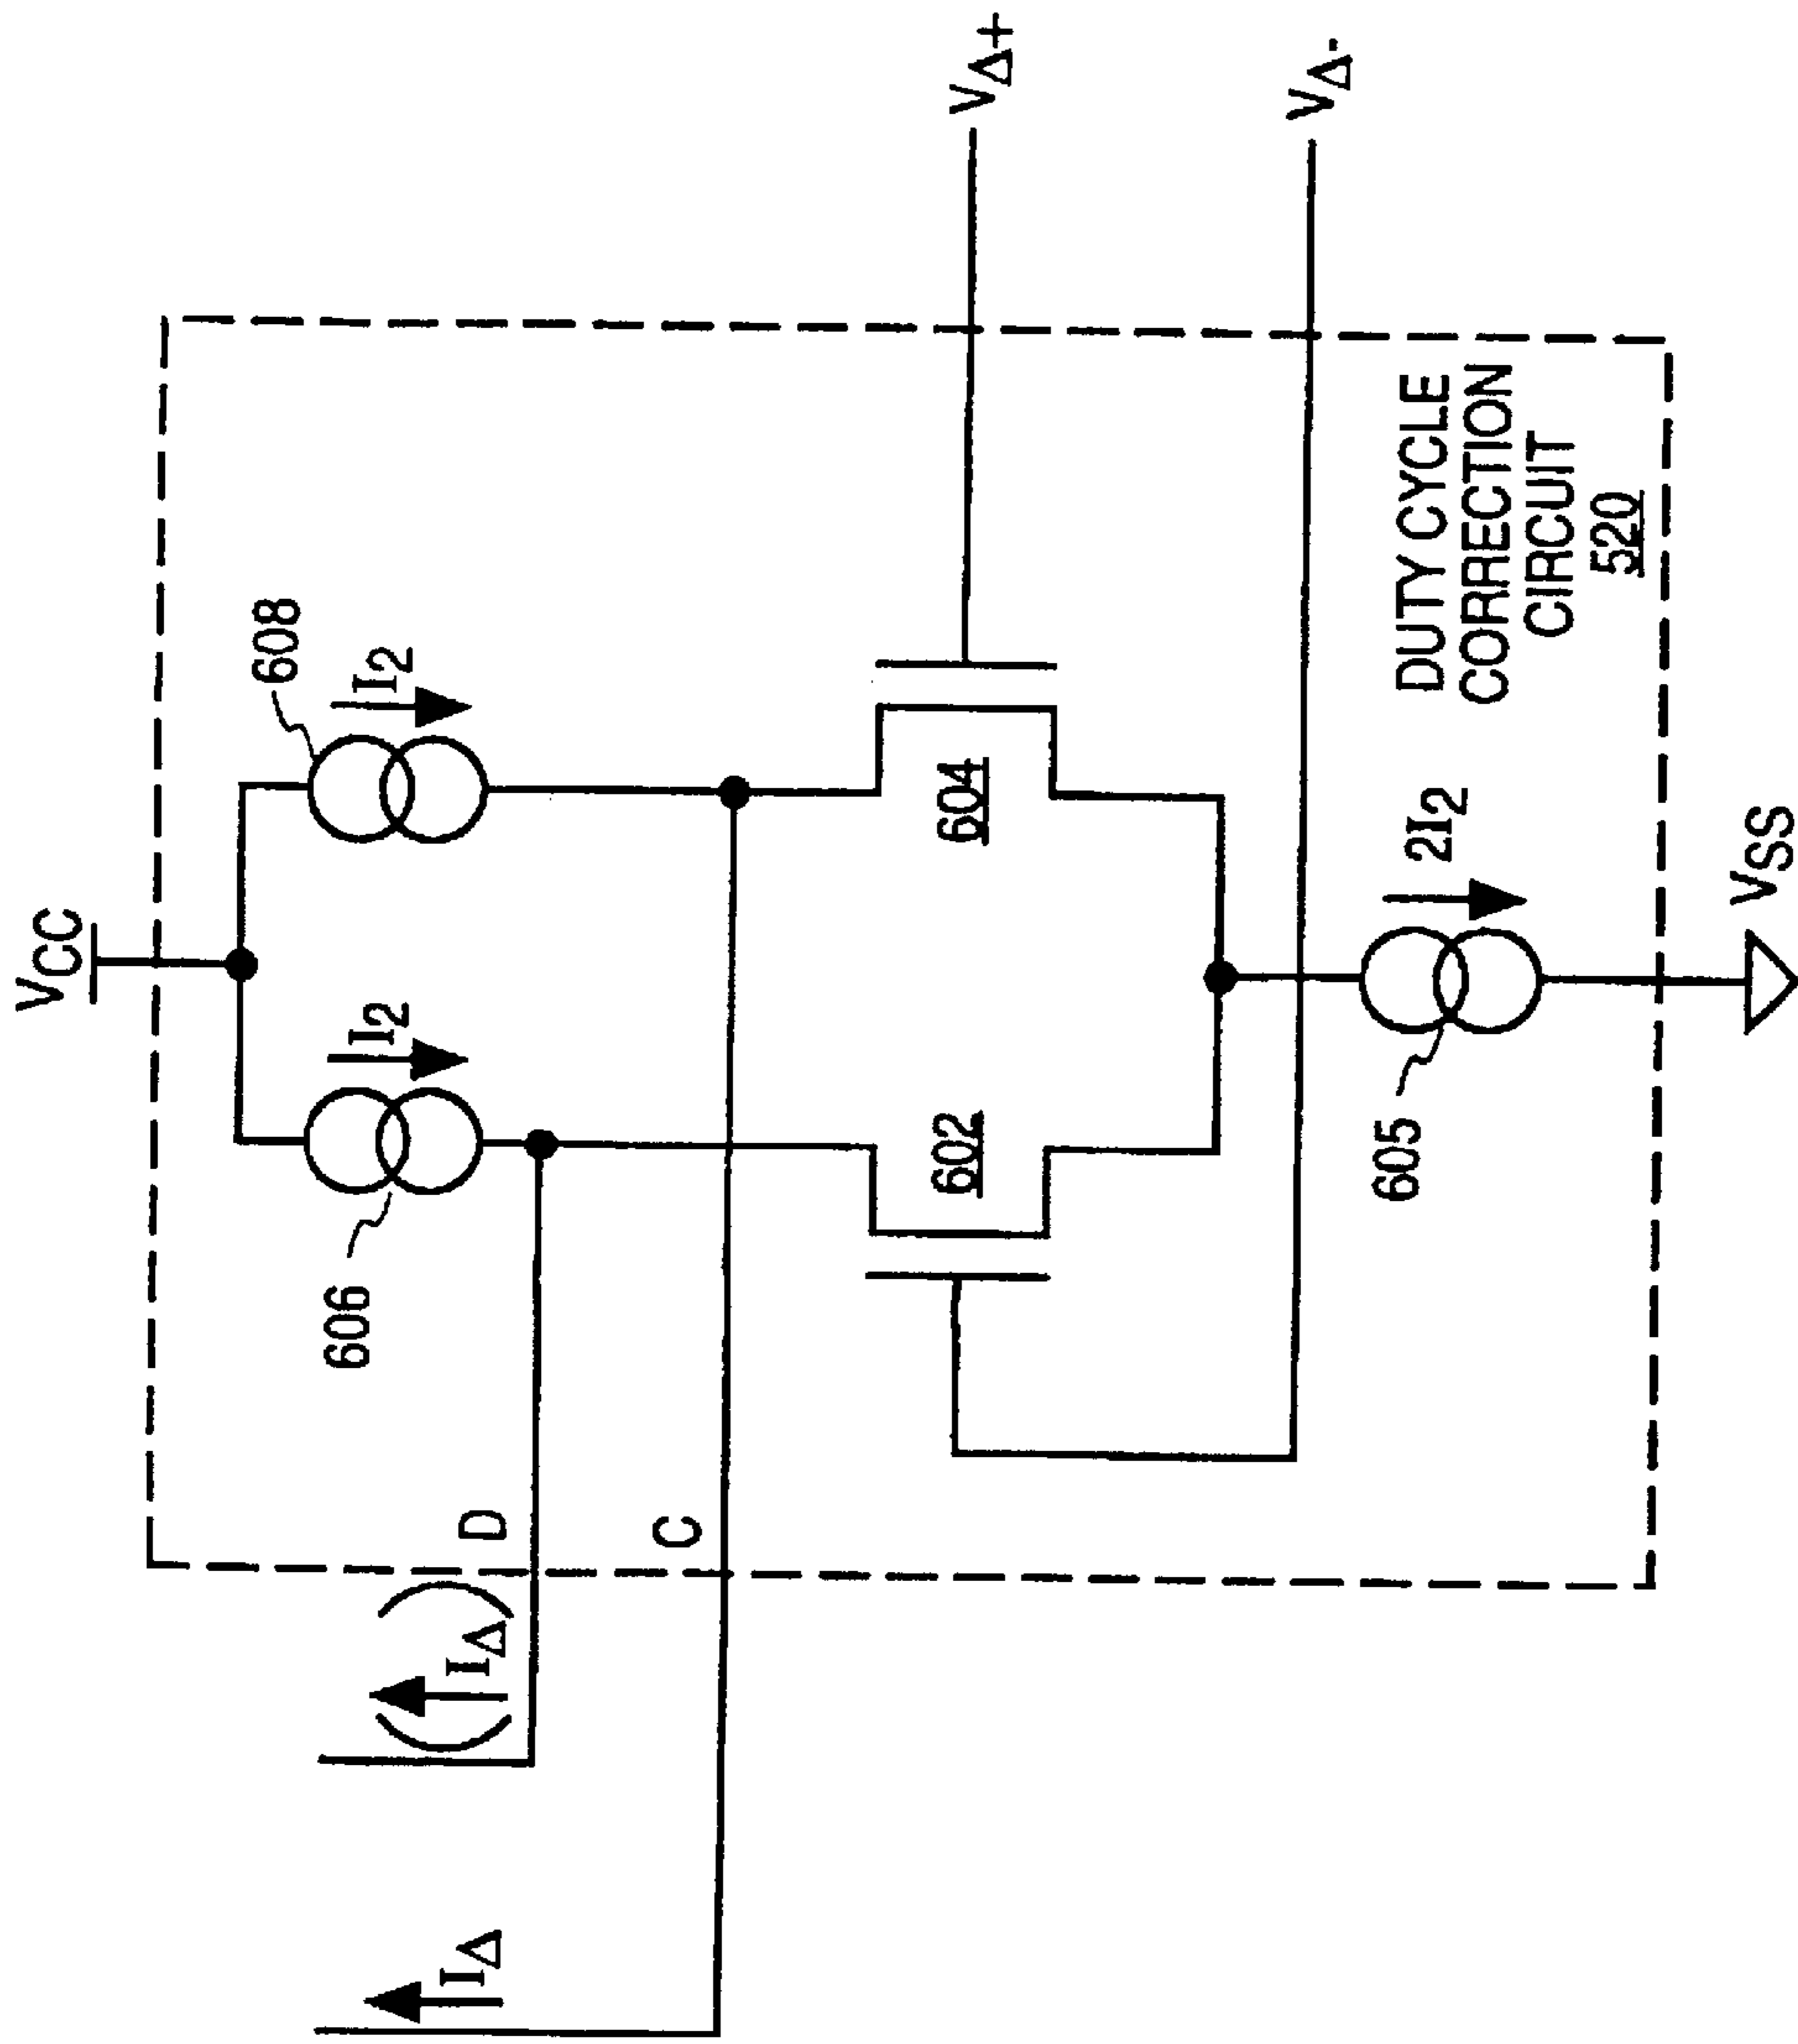 VCC
606
I2
608
I2
D
(IΔ)
IΔ
C
602
604
VΔ+
VΔ-
605
2I2
DUTY CYCLE
CORRECTION
CIRCUIT
520
VSS